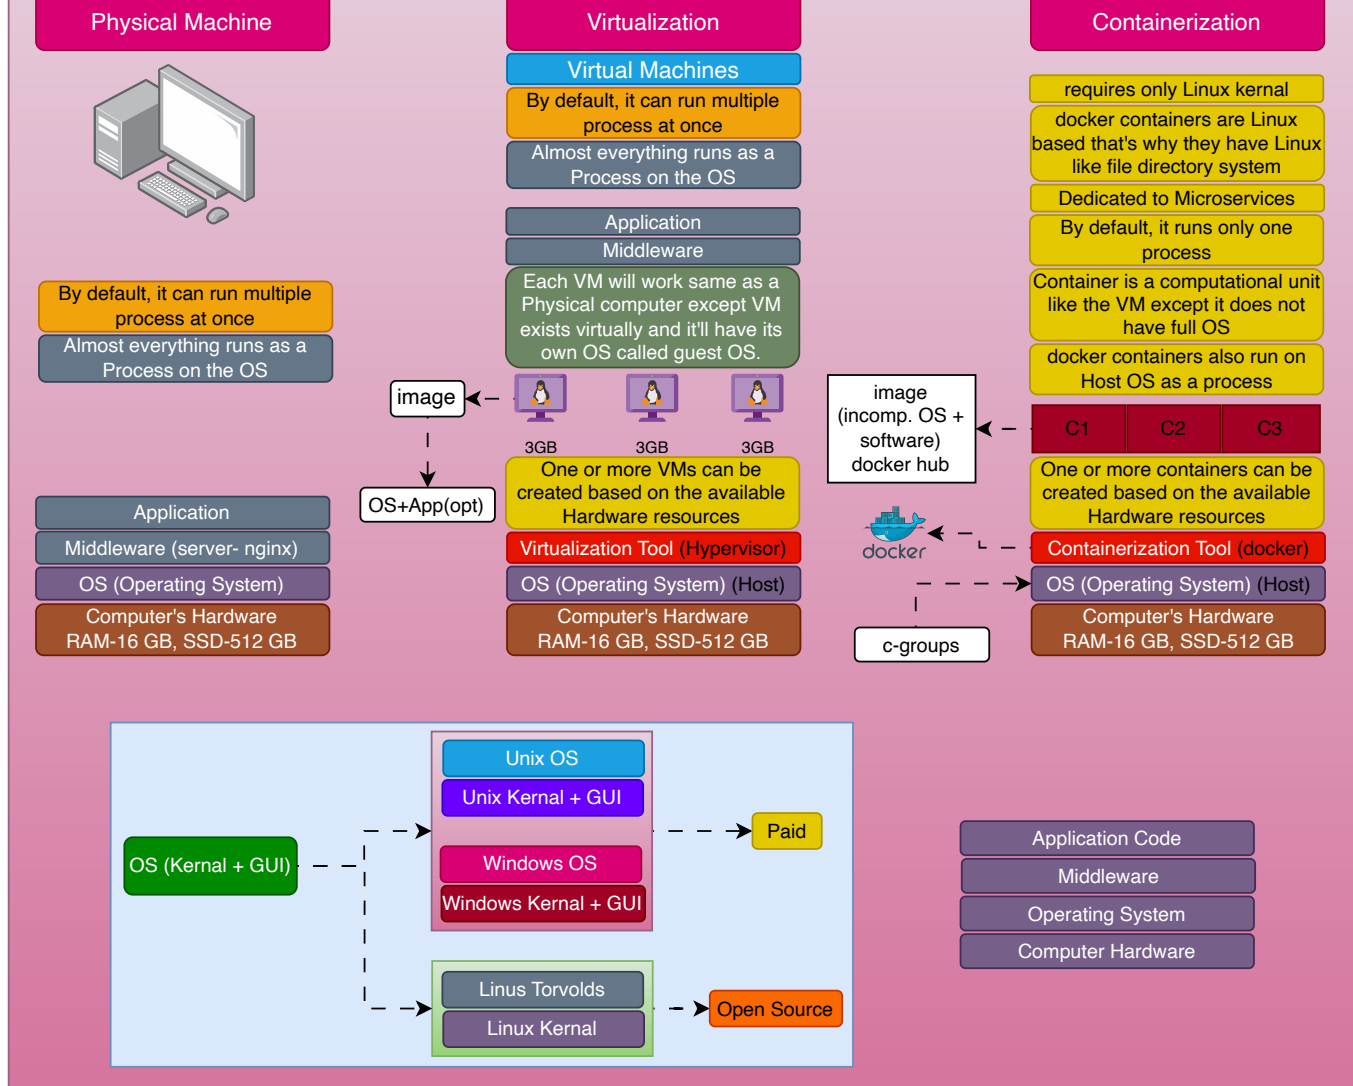 Physical Machine
By default, it can run multiple
process at once
Almost everything runs as a
Process on the OS
Application
Middleware (server- nginx)
OS (Operating System)
Computer's Hardware
RAM-16 GB, SSD-512 GB
Virtualization
Virtual Machines
By default, it can run multiple
process at once
Almost everything runs as a
Process on the OS
Application
Middleware
Each VM will work same as a
Physical computer except VM
exists virtually and it'll have its
own OS called guest OS.
image
OS+App(opt)
3GB
3GB
3GB
One or more VMs can be
created based on the available
Hardware resources
Virtualization Tool (Hypervisor)
OS (Operating System) (Host)
Computer's Hardware
RAM-16 GB, SSD-512 GB
Containerization
requires only Linux kernel
docker containers are Linux
based that's why they have Linux
like file directory system
Dedicated to Microservices
By default, it runs only one
process
Container is a computational unit
like the VM except it does not
have full OS
docker containers also run on
Host OS as a process
image
(incomp. OS +
software)
docker hub
C1
C2
C3
One or more containers can be
created based on the available
Hardware resources
docker
Containerization Tool (docker)
OS (Operating System) (Host)
c-groups
Computer's Hardware
RAM-16 GB, SSD-512 GB
OS (Kernal + GUI)
Unix OS
Unix Kernal + GUI
Windows OS
Windows Kernal + GUI
Paid
Linus Torvolds
Linux Kernal
Open Source
Application Code
Middleware
Operating System
Computer Hardware